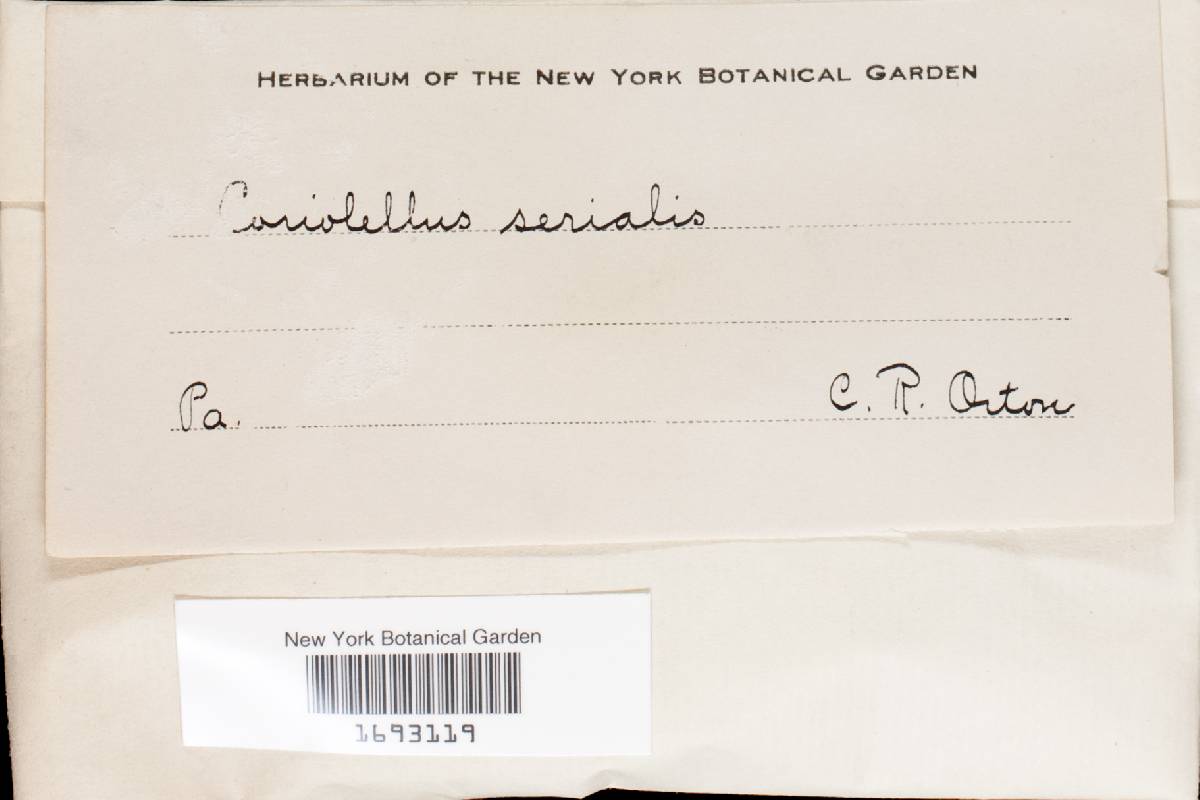 HERBARIUM OF THE NEW YORK BOTANICAL GARDEN
Coriolellus serialis
Pa. C. R. Orton
New York Botanical Garden
1693119